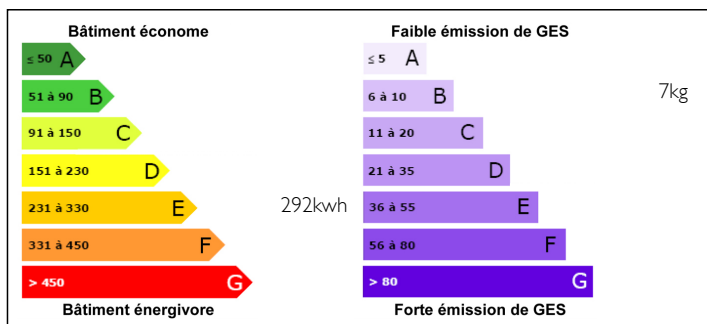 Bâtiment économe
≤ 50 A
51 à 90 B
91 à 150 C
151 à 230 D
231 à 330 E
292kwh
331 à 450 F
> 450 G
Bâtiment énergivore
Faible émission de GES
≤ 5 A
6 à 10 B
7kg
11 à 20 C
21 à 35 D
36 à 55 E
56 à 80 F
> 80 G
Forte émission de GES